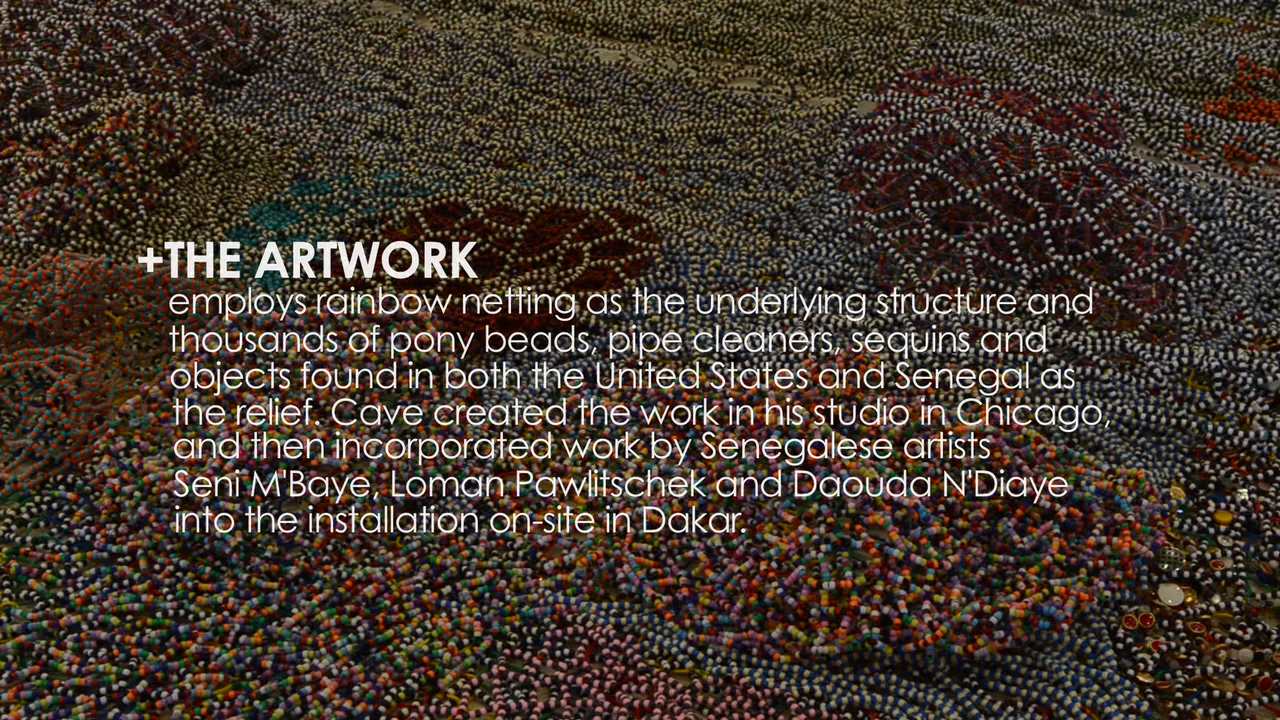 +THE ARTWORK
employs rainbow netting as the underlying structure and
thousands of pony beads, pipe cleaners, sequins and
objects found in both the United States and Senegal as
the relief. Cave created the work in his studio in Chicago,
and then incorporated work by Senegalese artists
Seni M'Baye, Loman Pawlitschek and Daouda N'Diaye
into the installation on-site in Dakar.